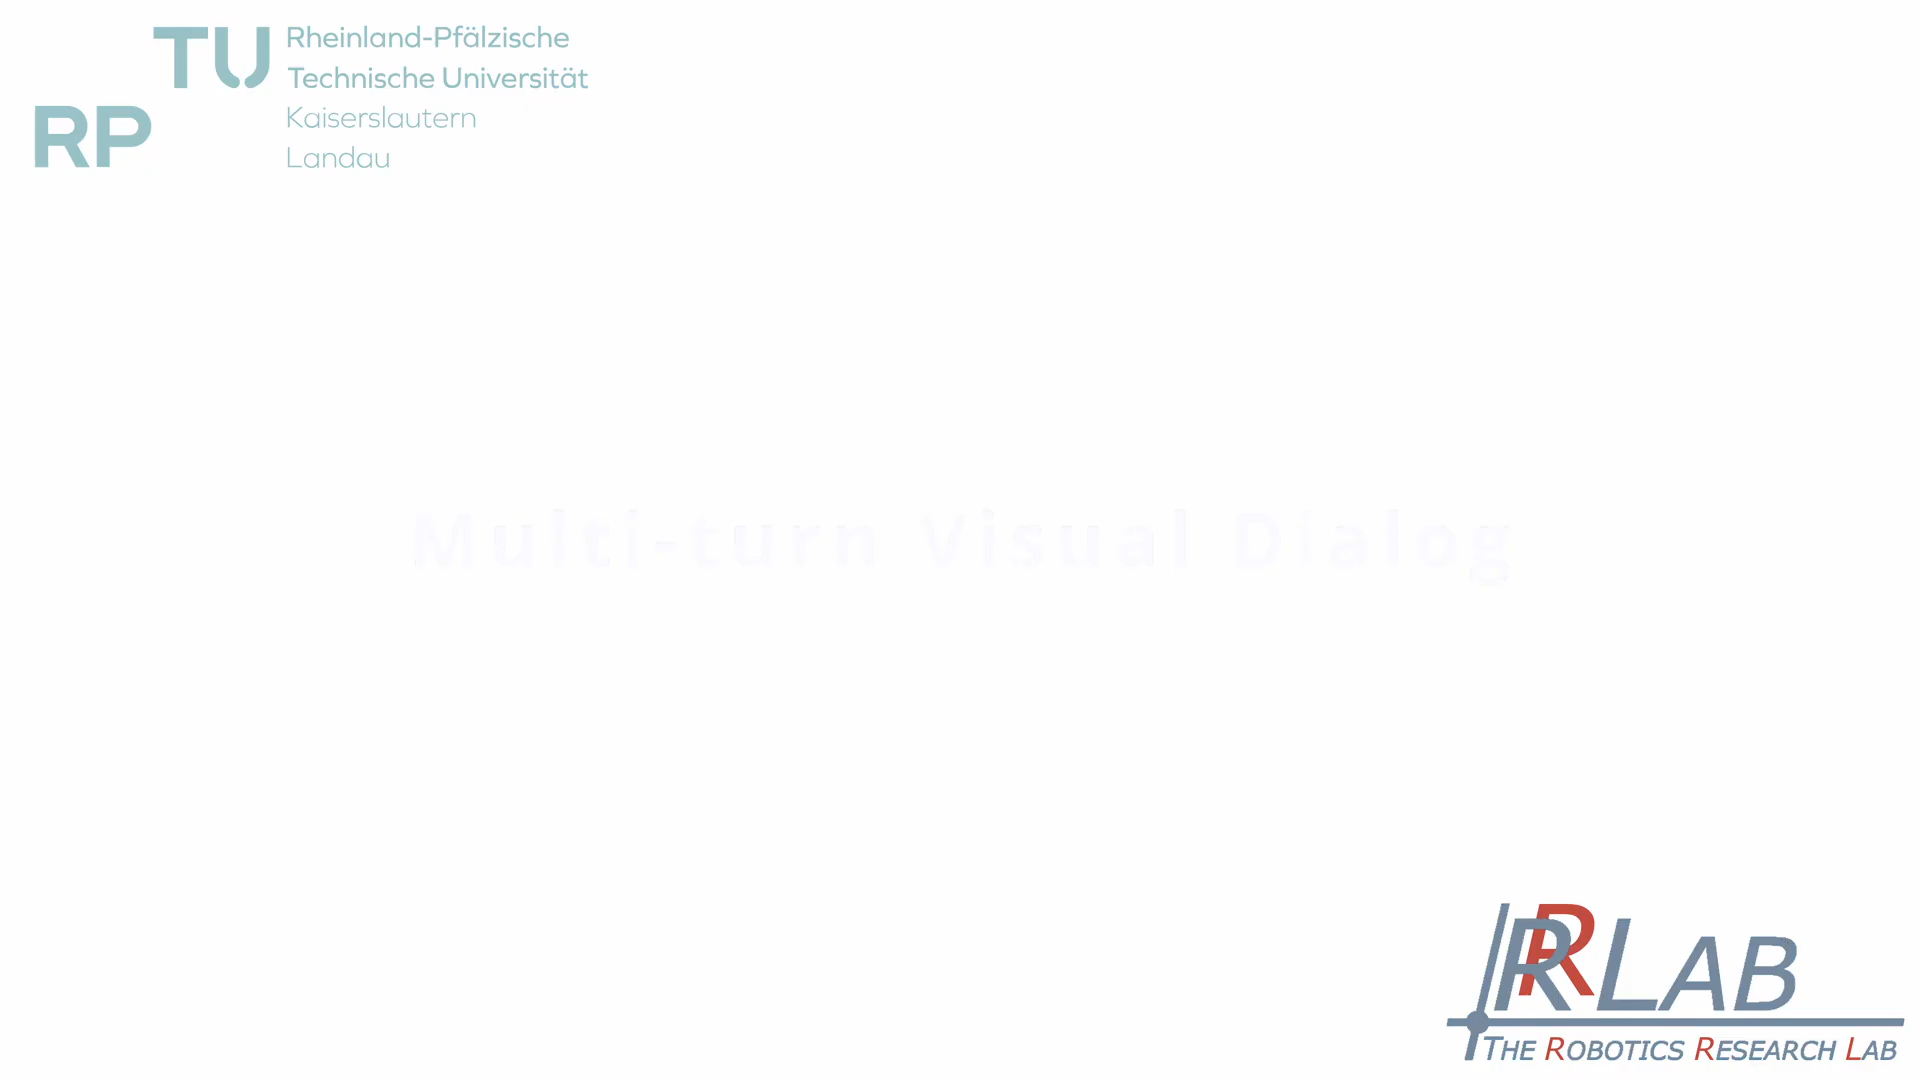 TU Rheinland-Pfälzische
Technische Universität
RP Kaiserslautern
Landau
Multi-turn Visual Dialog
RRLAB
THE ROBOTICS RESEARCH LAB